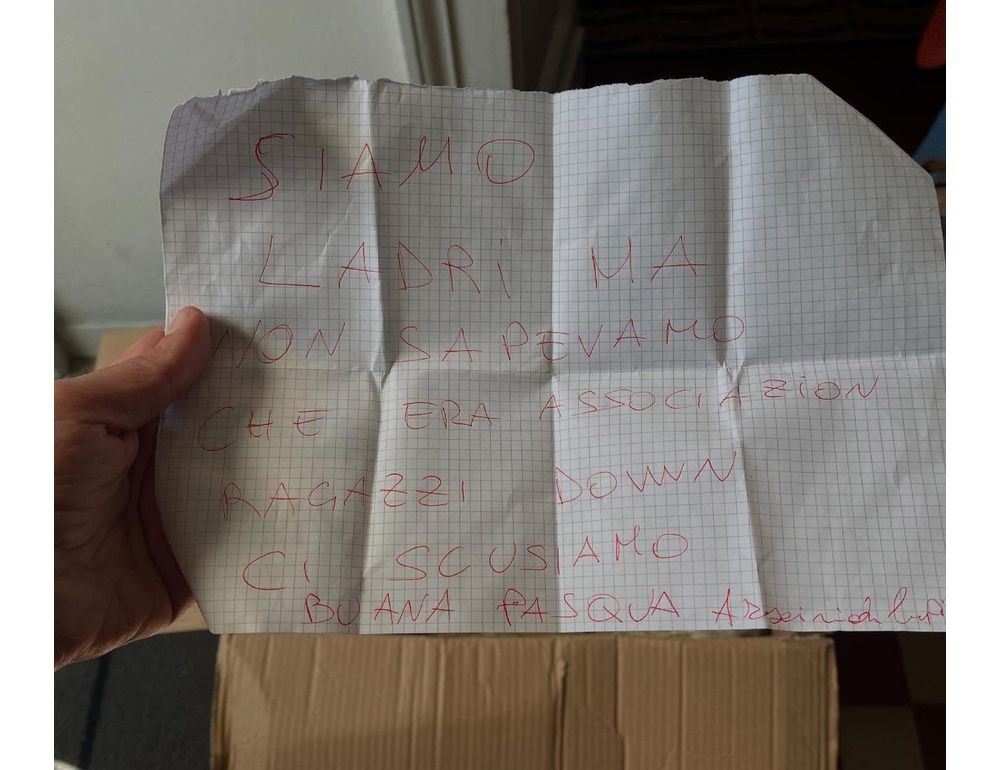 SIAMO
LADRI MA
NON SAPEVAMO
CHE ERA ASSOCIAZION
RAGAZZI DOWN
CI SCUSIAMO
BUANA PASQUA